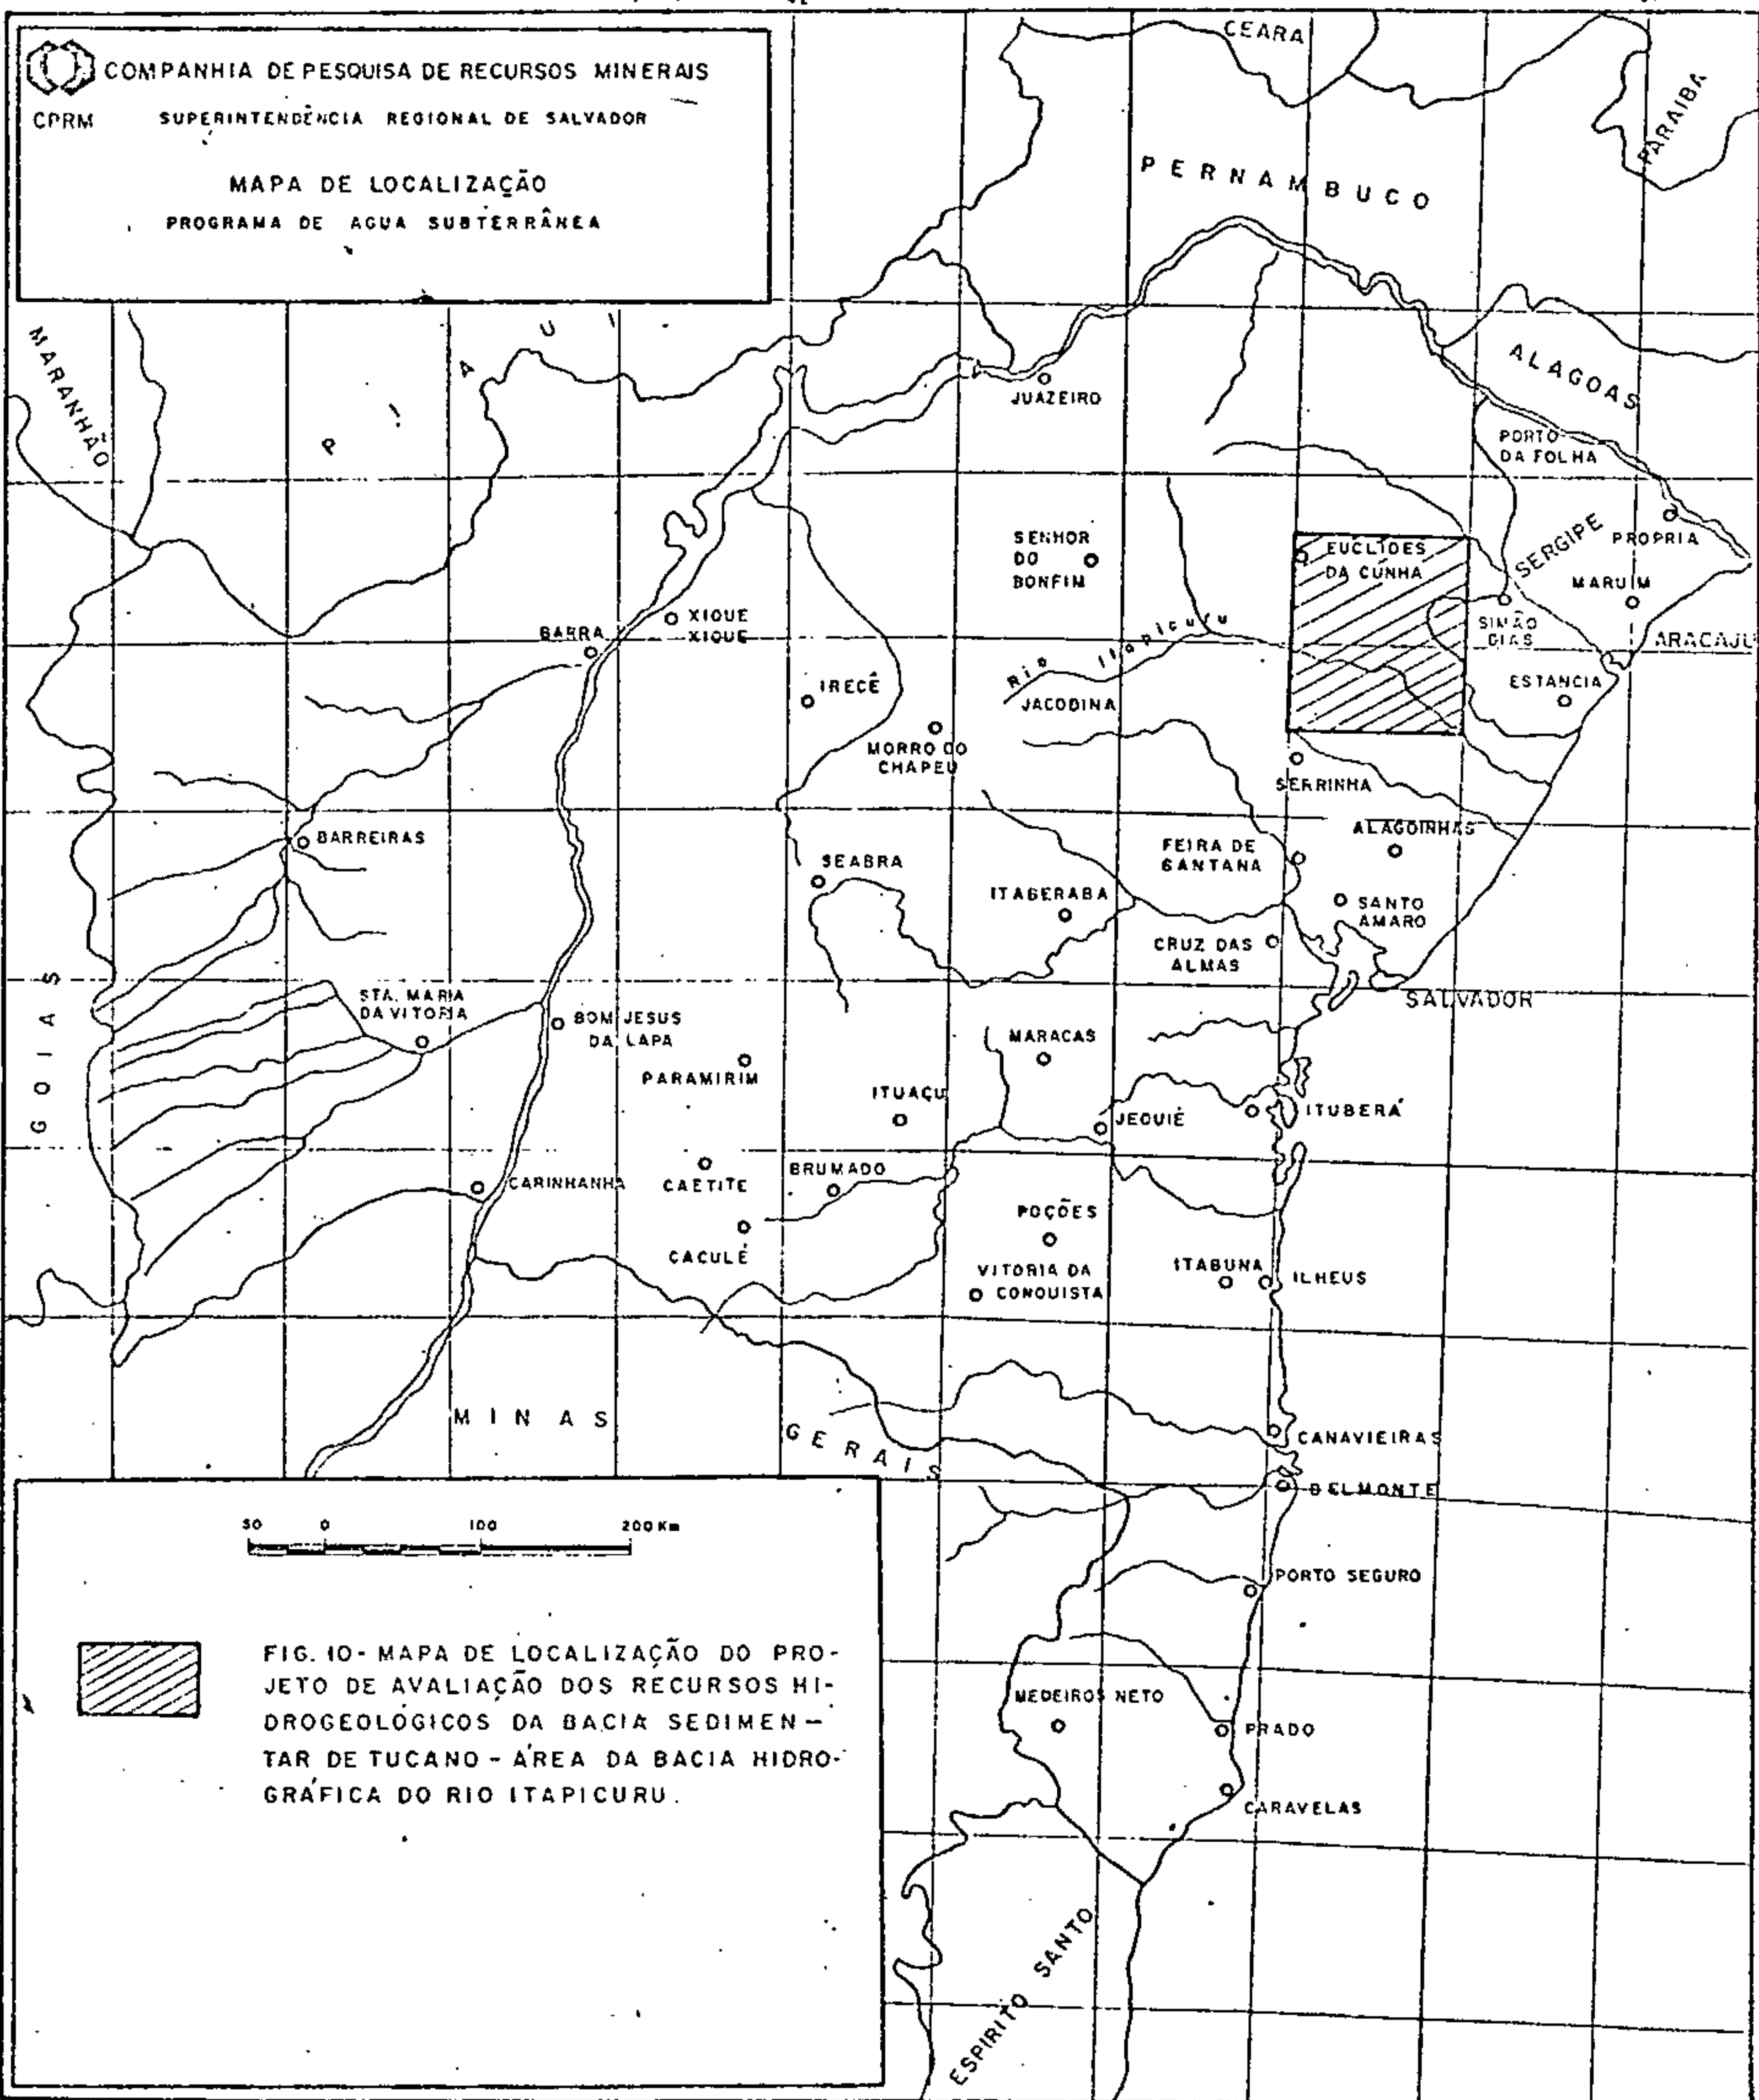 COMPANHIA DE PESQUISA DE RECURSOS MINERAIS
CPRM
SUPERINTENDÊNCIA REGIONAL DE SALVADOR
MAPA DE LOCALIZAÇÃO
PROGRAMA DE AGUA SUBTERRÂNEA
CEARA
PARAIBA
PERNAMBUCO
MARANHÃO
PIAUI
ALAGOAS
JUAZEIRO
PORTO
DA FOLHA
SENHOR
DO
BONFIM
EUCLIDES
DA CUNHA
SERGIPE
PROPRIA
MARUIM
SIMÃO
DIAS
XIQUE
XIQUE
BARRA
Rio Itapicuru
ARACAJU
IRECÊ
JACOBINA
ESTANCIA
MORRO DO
CHAPEU
SERRINHA
BARREIRAS
ALAGOINHAS
FEIRA DE
SANTANA
SEABRA
ITABERABA
SANTO
AMARO
CRUZ DAS
ALMAS
GOIAS
STA. MARIA
DA VITORIA
SALVADOR
BOM JESUS
DA LAPA
MARACAS
PARAMIRIM
ITUAÇU
JEQUIÉ
ITUBERÁ
CARINHANHA
CAETITE
BRUMADO
POÇÕES
CACULÉ
VITORIA DA
CONQUISTA
ITABUNA
ILHEUS
MINAS
GERAIS
CANAVIEIRAS
BELMONTE
50 0 100 200 Km
PORTO SEGURO
FIG. 10- MAPA DE LOCALIZAÇÃO DO PRO-
JETO DE AVALIAÇÃO DOS RECURSOS HI-
DROGEOLÓGICOS DA BACIA SEDIMEN-
TAR DE TUCANO - ÁREA DA BACIA HIDRO-
GRÁFICA DO RIO ITAPICURU.
MEDEIROS NETO
PRADO
CARAVELAS
ESPIRITO SANTO